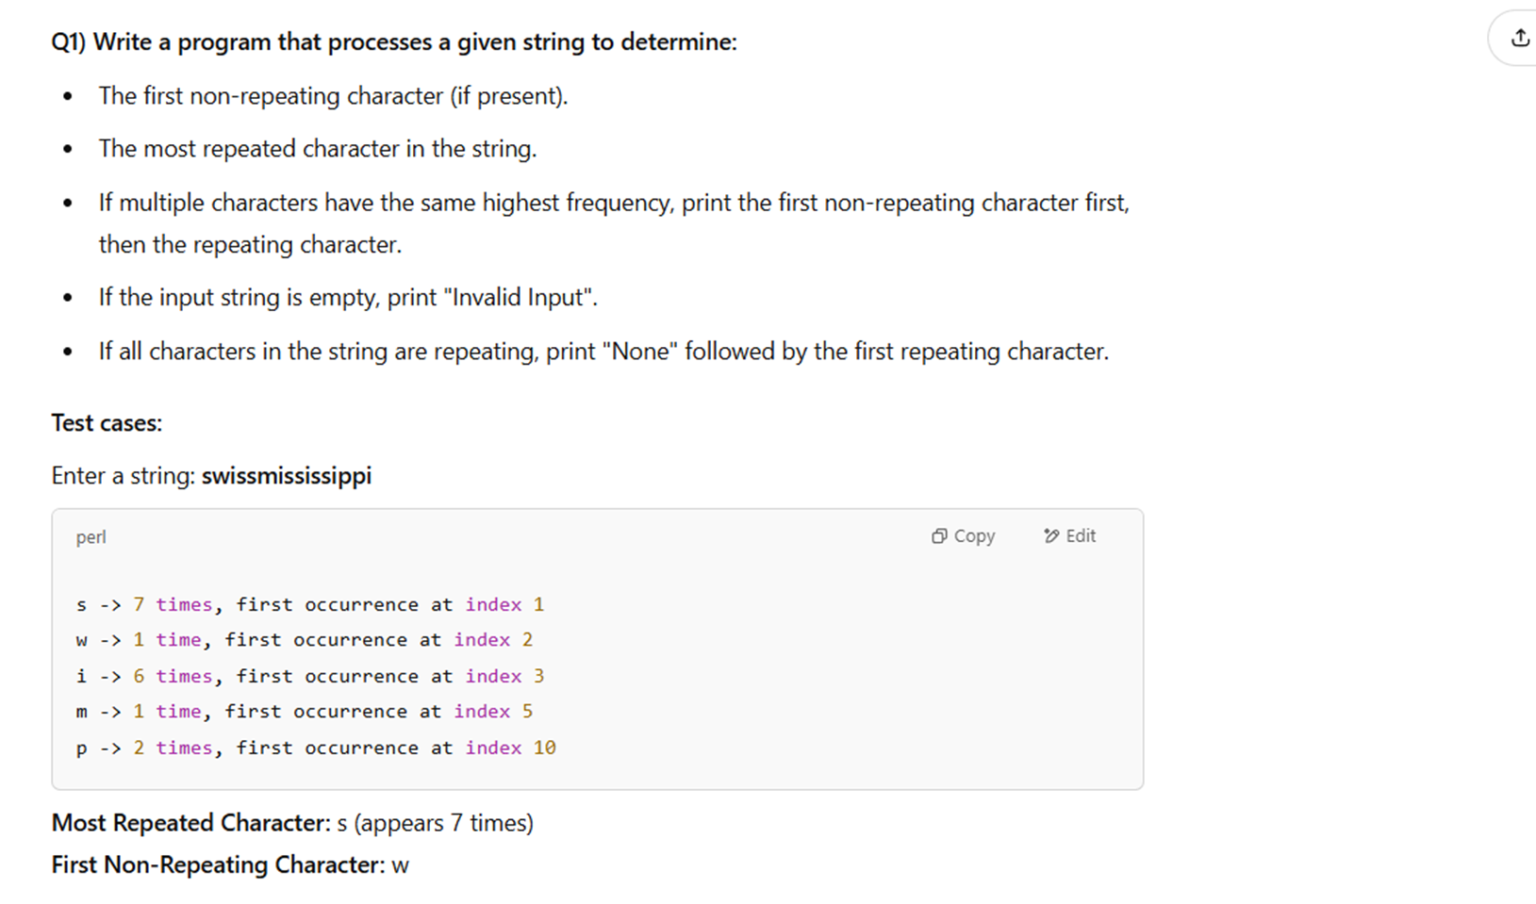 Q1) Write a program that processes a given string to determine:
• The first non-repeating character (if present).
• The most repeated character in the string.
• If multiple characters have the same highest frequency, print the first non-repeating character first,
then the repeating character.
• If the input string is empty, print "Invalid Input".
• If all characters in the string are repeating, print "None" followed by the first repeating character.
Test cases:
Enter a string: swissmississippi
perl Copy Edit
s -> 7 times, first occurrence at index 1
w -> 1 time, first occurrence at index 2
i -> 6 times, first occurrence at index 3
m -> 1 time, first occurrence at index 5
p -> 2 times, first occurrence at index 10
Most Repeated Character: s (appears 7 times)
First Non-Repeating Character: w